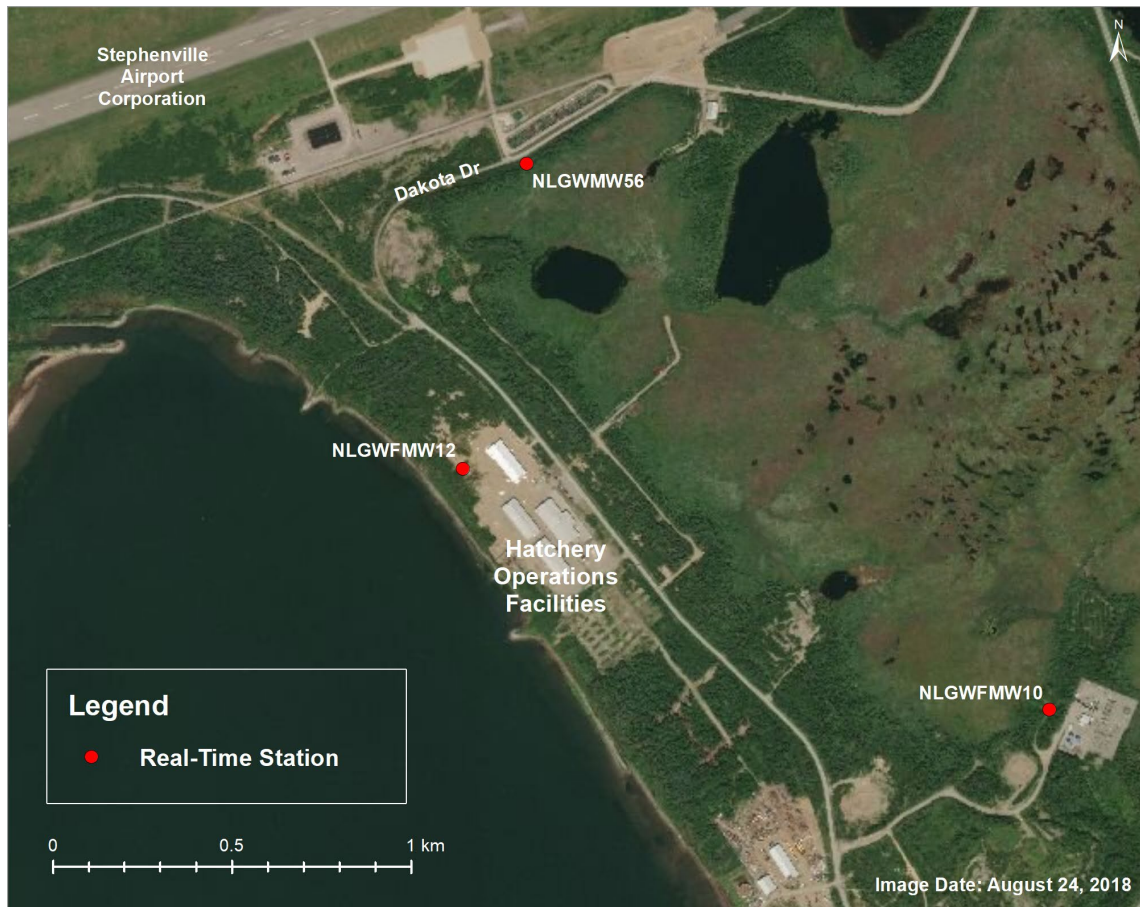 Stephenville
Airport
Corporation
N
Dakota Dr
NLGWMW56
NLGWFMW12
Hatchery
Operations
Facilities
NLGWFMW10
Legend
Real-Time Station
0 0.5 1 km
Image Date: August 24, 2018